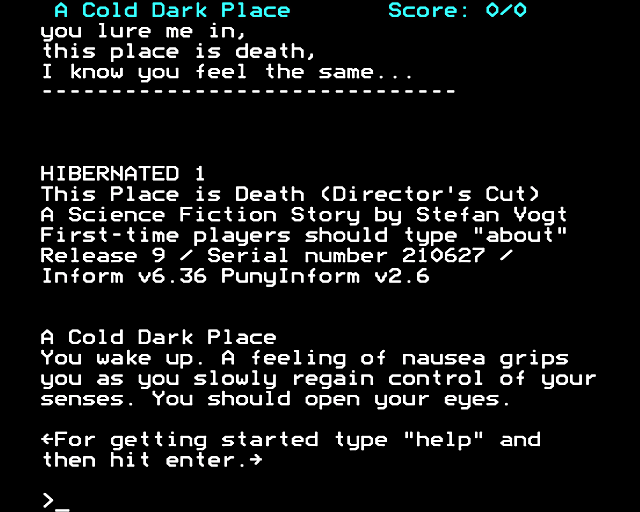 A Cold Dark Place Score: 0/0
you lure me in,
this place is death,
I know you feel the same...
------------------------------
HIBERNATED 1
This Place is Death (Director's Cut)
A Science Fiction Story by Stefan Vogt
First-time players should type "about"
Release 9 / Serial number 210627 /
Inform v6.36 PunyInform v2.6
A Cold Dark Place
You wake up. A feeling of nausea grips
you as you slowly regain control of your
senses. You should open your eyes.
←For getting started type "help" and
then hit enter.→
>_